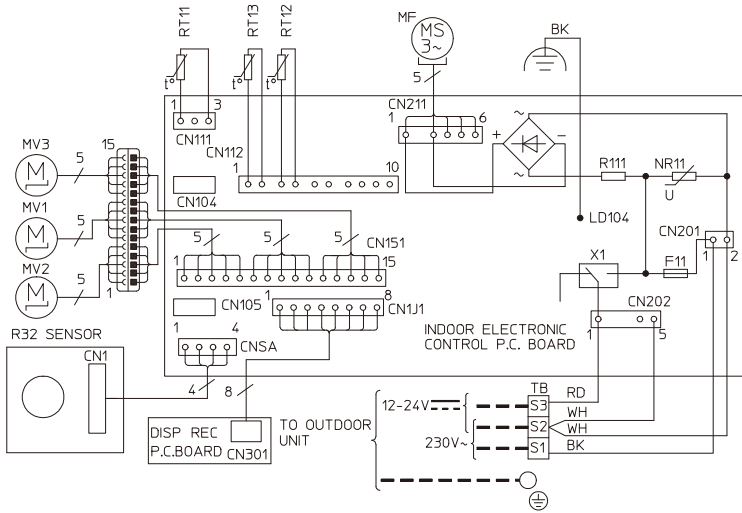 RT11
RT13
RT12
MF
MS
3~
BK
t°
t°
t°
5
1
3
CN211
1
6
~
CN111
CN112
+
-
MV3
15
5
M
1
10
~
R111
NR11
U
CN104
MV1
5
M
LD104
5
5
5
CN151
CN201
1
2
MV2
5
M
1
1
15
X1
F11
CN105
1
8
CN1J1
CN202
R32 SENSOR
1
4
CNSA
INDOOR ELECTRONIC
CONTROL P.C. BOARD
1
5
CN1
4
8
TB
12-24V
S3
RD
DISP REC
P.C.BOARD
CN301
TO OUTDOOR
UNIT
S2
WH
WH
230V~
S1
BK